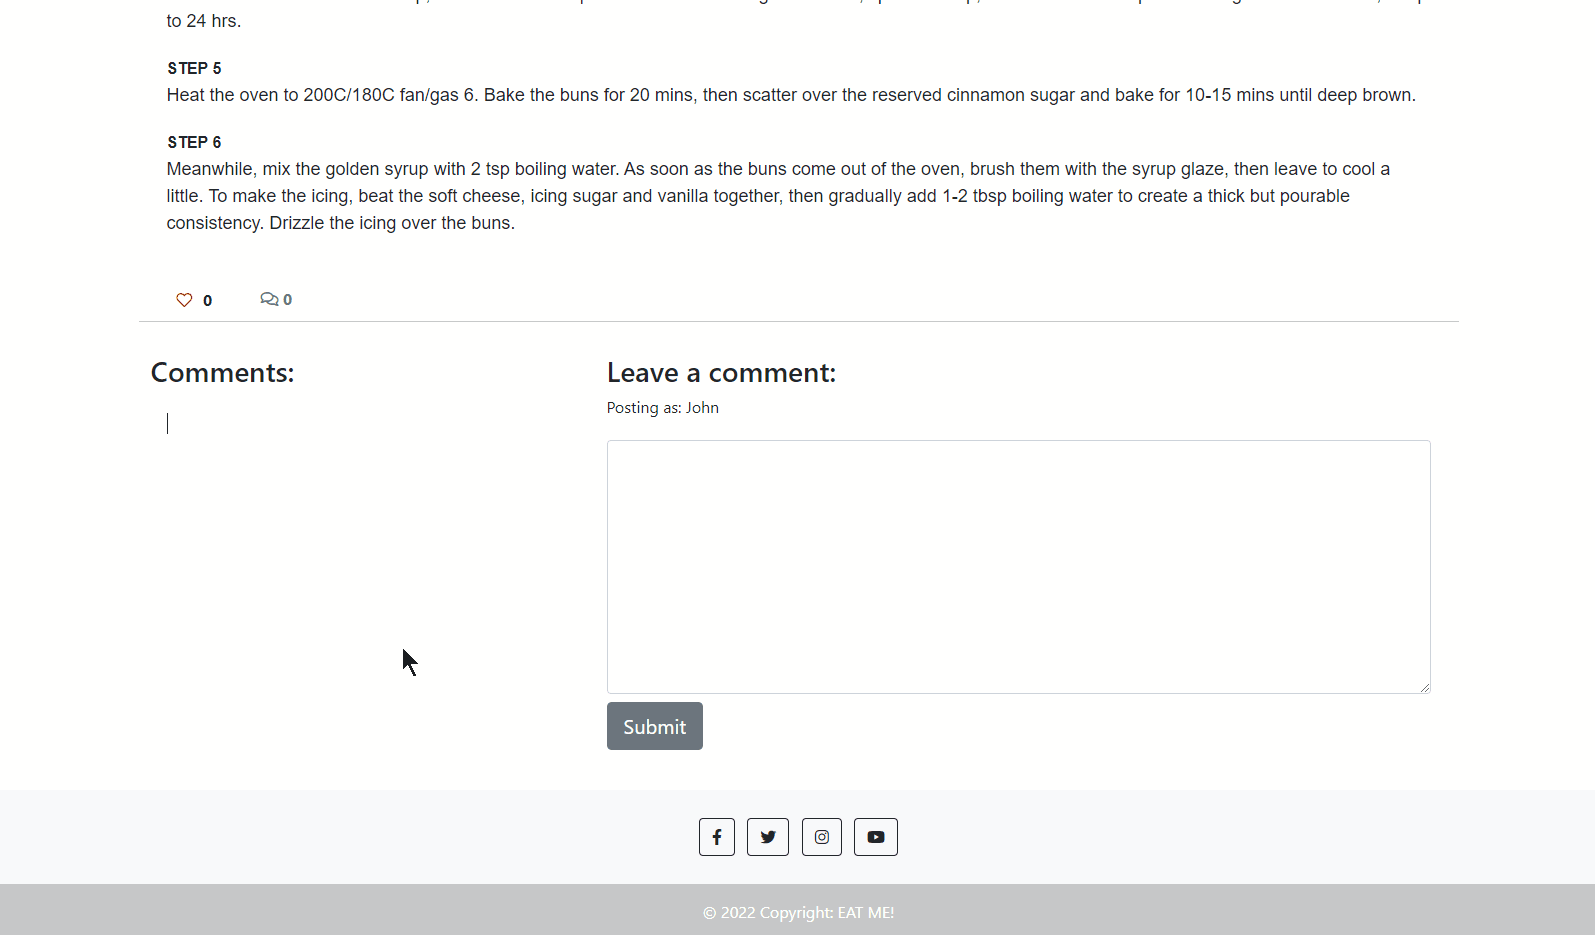 to 24 hrs.
STEP 5
Heat the oven to 200C/180C fan/gas 6. Bake the buns for 20 mins, then scatter over the reserved cinnamon sugar and bake for 10-15 mins until deep brown.
STEP 6
Meanwhile, mix the golden syrup with 2 tsp boiling water. As soon as the buns come out of the oven, brush them with the syrup glaze, then leave to cool a
little. To make the icing, beat the soft cheese, icing sugar and vanilla together, then gradually add 1-2 tbsp boiling water to create a thick but pourable
consistency. Drizzle the icing over the buns.
0 0
Comments:
Leave a comment:
Posting as: John
Submit
© 2022 Copyright: EAT ME!